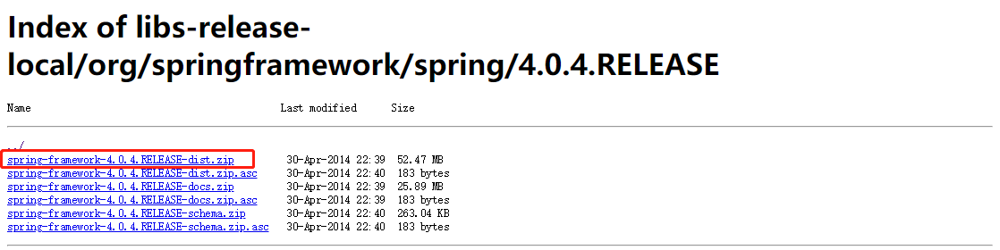 Index of libs-release-
local/org/springframework/spring/4.0.4.RELEASE
Name Last modified Size
../
spring-framework-4.0.4.RELEASE-dist.zip 30-Apr-2014 22:39 52.47 MB
spring-framework-4.0.4.RELEASE-dist.zip.asc 30-Apr-2014 22:40 183 bytes
spring-framework-4.0.4.RELEASE-docs.zip 30-Apr-2014 22:39 25.89 MB
spring-framework-4.0.4.RELEASE-docs.zip.asc 30-Apr-2014 22:39 183 bytes
spring-framework-4.0.4.RELEASE-schema.zip 30-Apr-2014 22:40 263.04 KB
spring-framework-4.0.4.RELEASE-schema.zip.asc 30-Apr-2014 22:40 183 bytes